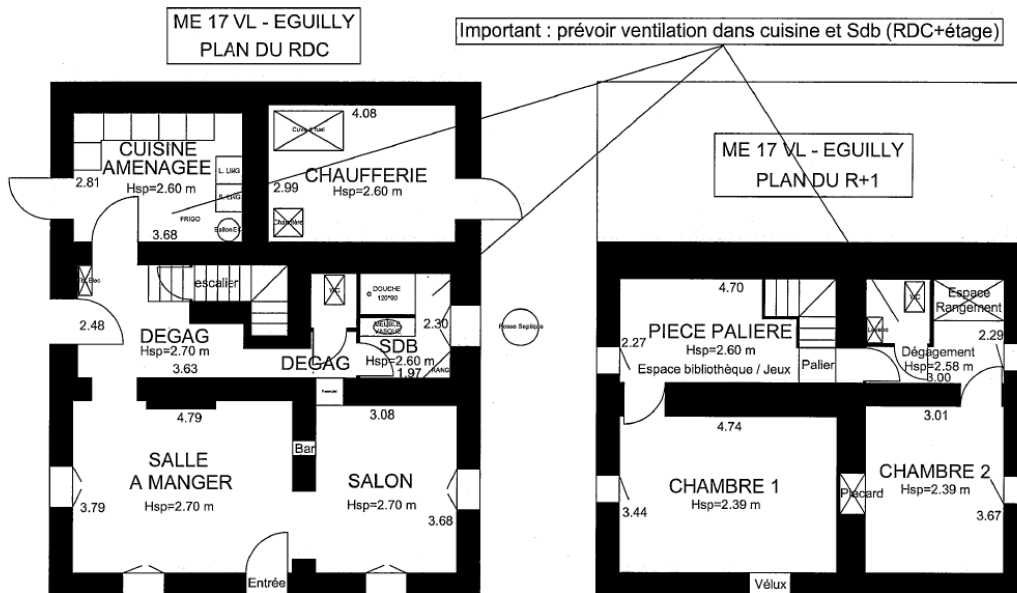 ME 17 VL - EGUILLY
PLAN DU RDC
Important : prévoir ventilation dans cuisine et Sdb (RDC+étage)
ME 17 VL - EGUILLY
PLAN DU R+1
CUISINE
AMENAGEE
Hsp=2.60 m
2.81
3.68
L. LING
FRIGO
4.08
2.99
CHAUFFERIE
Hsp=2.60 m
Chaudière
escalier
2.48
DEGAG
Hsp=2.70 m
3.63
DEGAG
DOUCHE
120*90
MEUBLE
VASQUE
2.30
SDB
Hsp=2.60 m
1.97
RANG
Fosse Septique
4.79
SALLE
A MANGER
Hsp=2.70 m
3.79
Bar
3.08
SALON
Hsp=2.70 m
3.68
Entrée
4.70
PIECE PALIERE
Hsp=2.60 m
2.27
Espace bibliothèque / Jeux
Palier
WC
Espace
Rangement
2.29
Dégagement
Hsp=2.58 m
3.00
4.74
CHAMBRE 1
Hsp=2.39 m
3.44
Placard
3.01
CHAMBRE 2
Hsp=2.39 m
3.67
Vélux